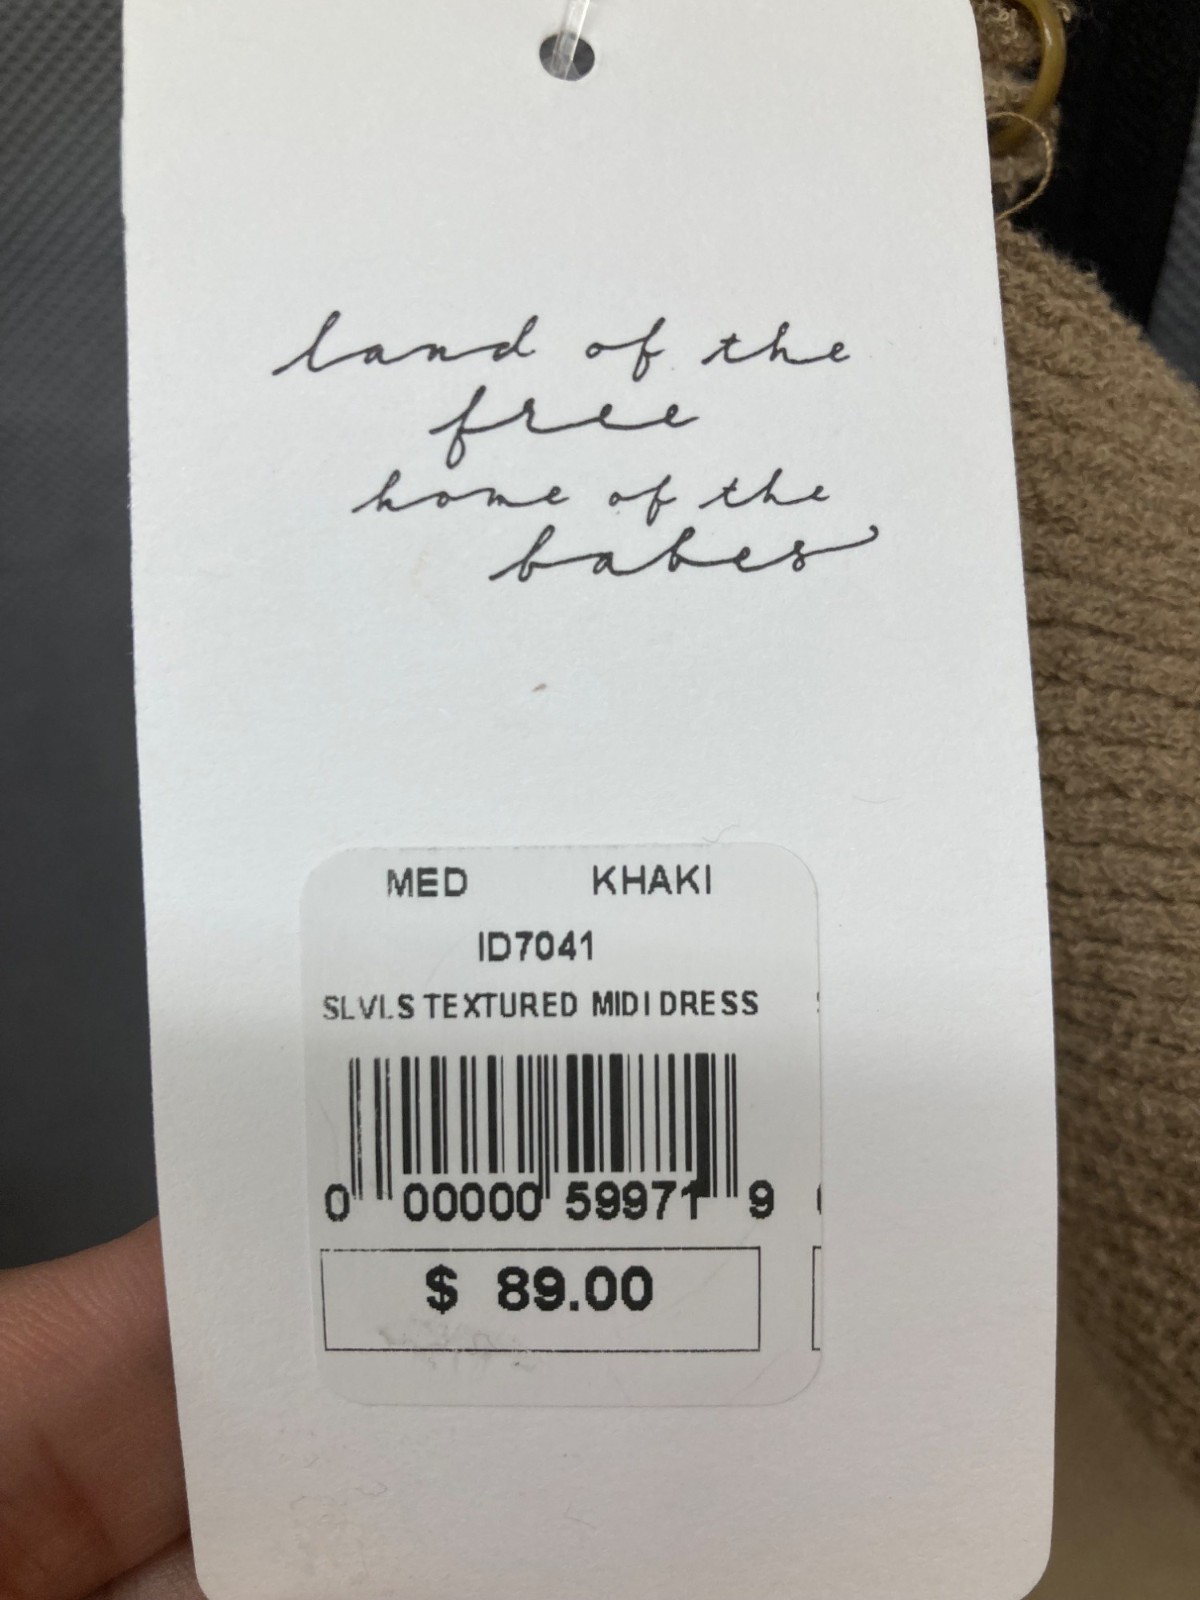 land of the
free
home of the
babes
MED KHAKI
ID7041
SLVLS TEXTURED MIDI DRESS
0 00000 59971 9
$ 89.00